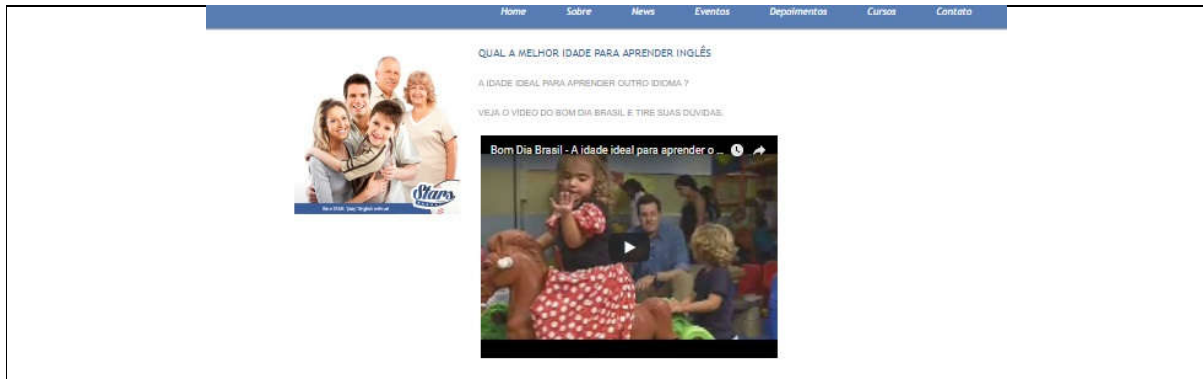 Home Sobre News Eventos Depoimentos Cursos Contato
QUAL A MELHOR IDADE PARA APRENDER INGLÊS
A IDADE IDEAL PARA APRENDER OUTRO IDIOMA ?
VEJA O VIDEO DO BOM DIA BRASIL E TIRE SUAS DUVIDAS.
Bom Dia Brasil - A idade ideal para aprender o ...
Stars